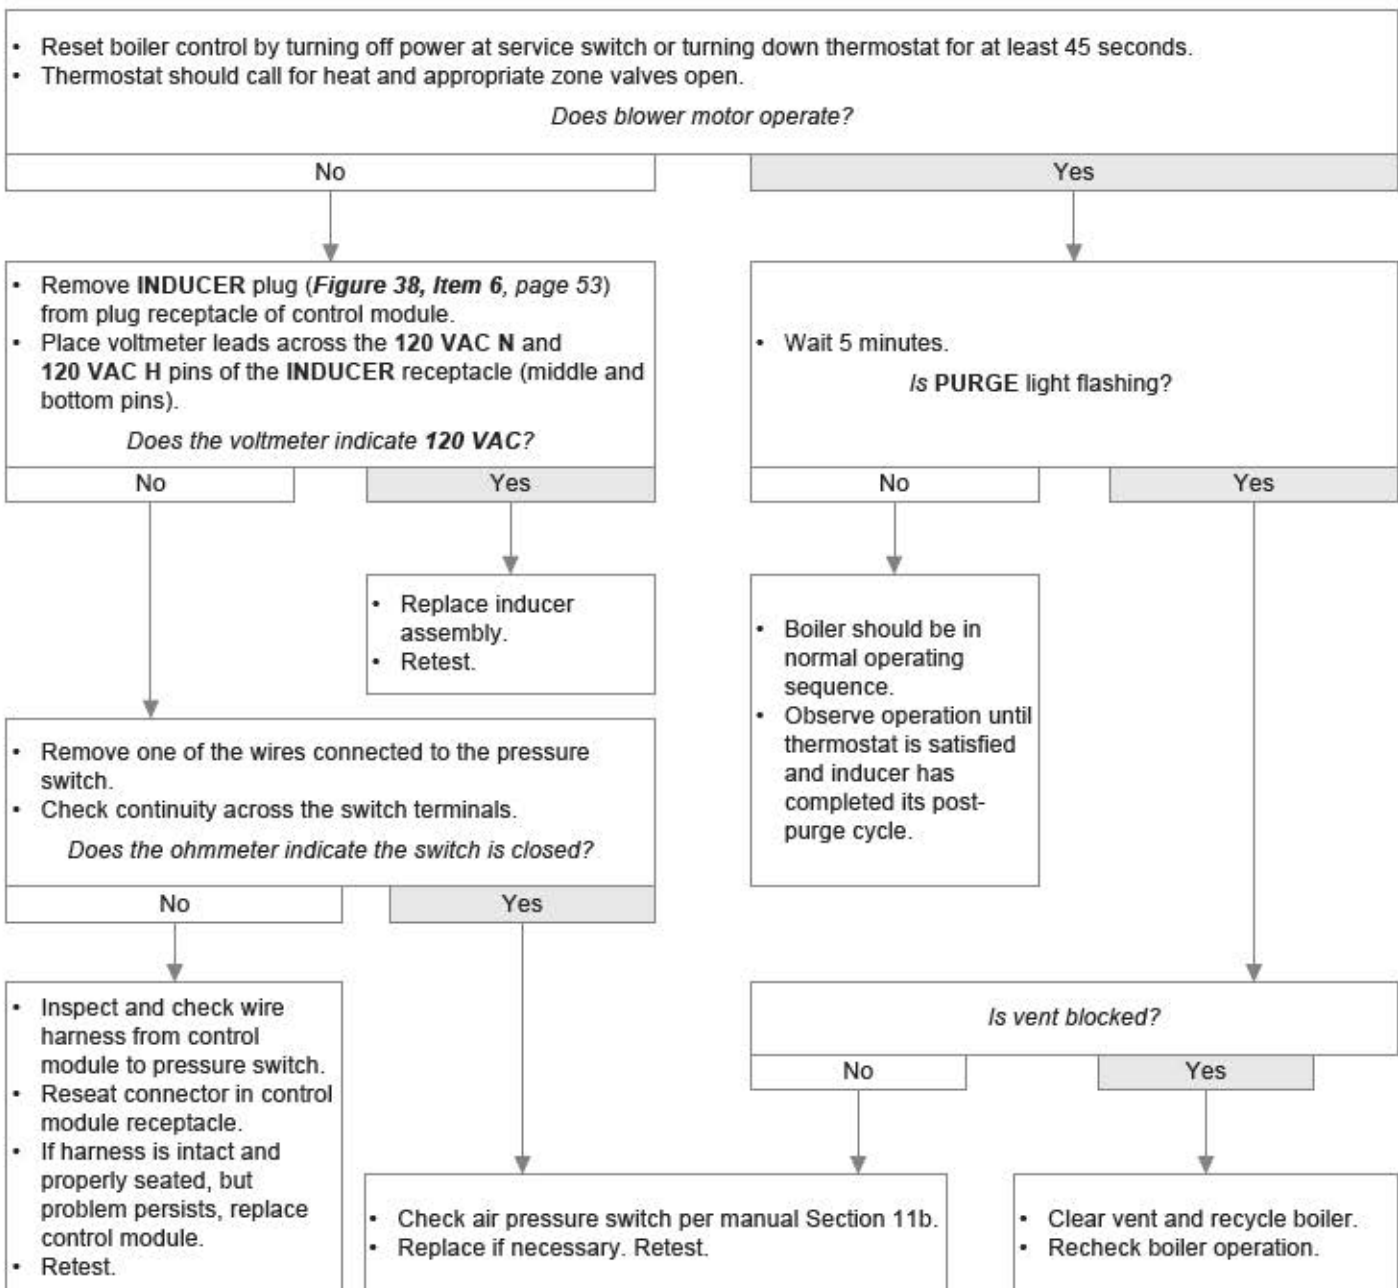 • Reset boiler control by turning off power at service switch or turning down thermostat for at least 45 seconds.
• Thermostat should call for heat and appropriate zone valves open.
Does blower motor operate?
No
Yes
• Remove INDUCER plug (Figure 38, Item 6, page 53)
from plug receptacle of control module.
• Place voltmeter leads across the 120 VAC N and
120 VAC H pins of the INDUCER receptacle (middle and
bottom pins).
Does the voltmeter indicate 120 VAC?
No
Yes
• Wait 5 minutes.
Is PURGE light flashing?
No
Yes
• Replace inducer
assembly.
• Retest.
• Boiler should be in
normal operating
sequence.
• Observe operation until
thermostat is satisfied
and inducer has
completed its post-
purge cycle.
• Remove one of the wires connected to the pressure
switch.
• Check continuity across the switch terminals.
Does the ohmmeter indicate the switch is closed?
No
Yes
Is vent blocked?
No
Yes
• Inspect and check wire
harness from control
module to pressure switch.
• Reseat connector in control
module receptacle.
• If harness is intact and
properly seated, but
problem persists, replace
control module.
• Retest.
• Check air pressure switch per manual Section 11b.
• Replace if necessary. Retest.
• Clear vent and recycle boiler.
• Recheck boiler operation.